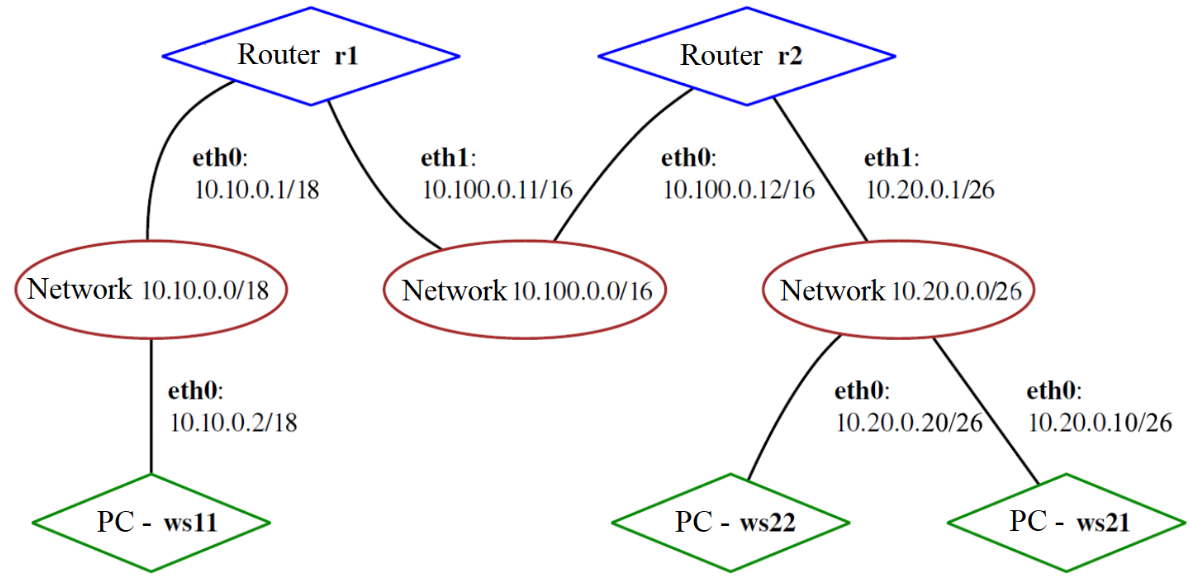 Router r1
Router r2
eth0:
10.10.0.1/18
eth1:
10.100.0.11/16
eth0:
10.100.0.12/16
eth1:
10.20.0.1/26
Network 10.10.0.0/18
Network 10.100.0.0/16
Network 10.20.0.0/26
eth0:
10.10.0.2/18
eth0:
10.20.0.20/26
eth0:
10.20.0.10/26
PC - ws11
PC - ws22
PC - ws21